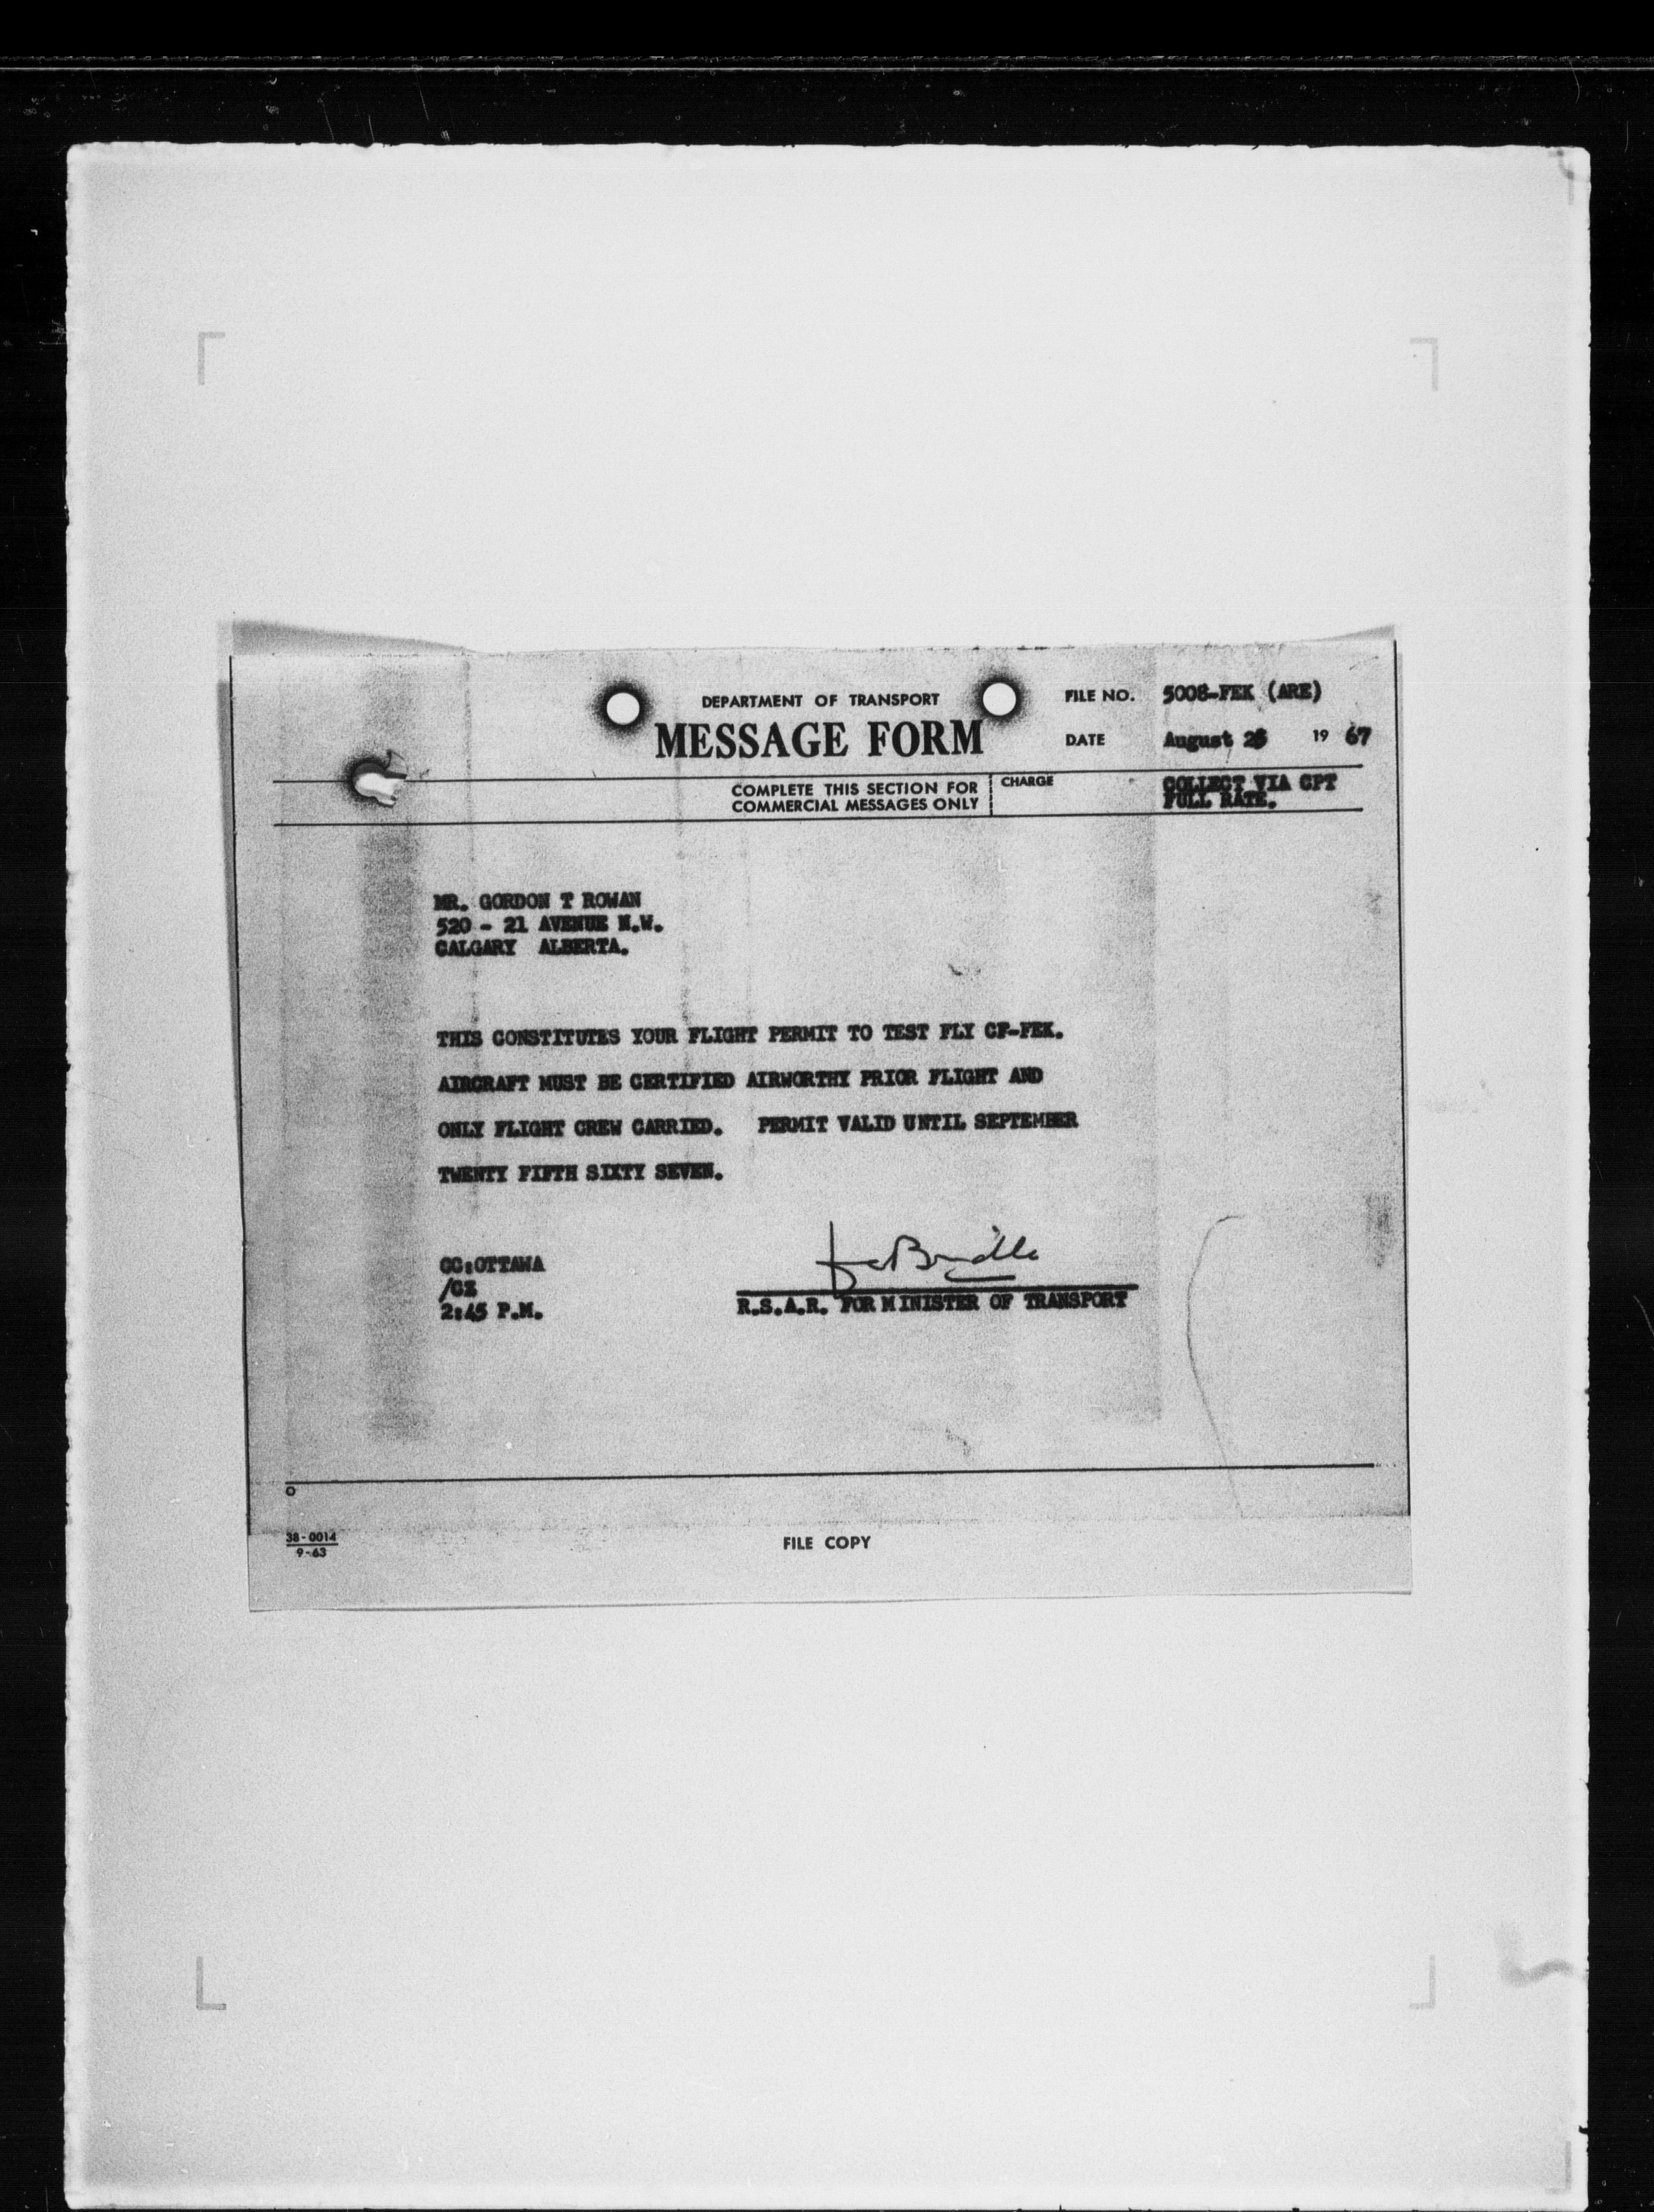 DEPARTMENT OF TRANSPORT
MESSAGE FORM
FILE NO. 5008-FEK (ARE)
DATE August 19 67
COMPLETE THIS SECTION FOR
COMMERCIAL MESSAGES ONLY
CHARGE
COLLECT VIA CPT
FULL RATE.
MR. GORDON T ROWAN
520 - 21 AVENUE N.W.
CALGARY ALBERTA.
THIS CONSTITUTES YOUR FLIGHT PERMIT TO TEST FLY CF-FEK.
AIRCRAFT MUST BE CERTIFIED AIRWORTHY PRIOR FLIGHT AND
ONLY FLIGHT CREW CARRIED. PERMIT VALID UNTIL SEPTEMBER
TWENTY FIFTH SIXTY SEVEN.
CC:OTTAWA
2:45 P.M.
R.S.A.R. FOR MINISTER OF TRANSPORT
38-0014
9-63
FILE COPY